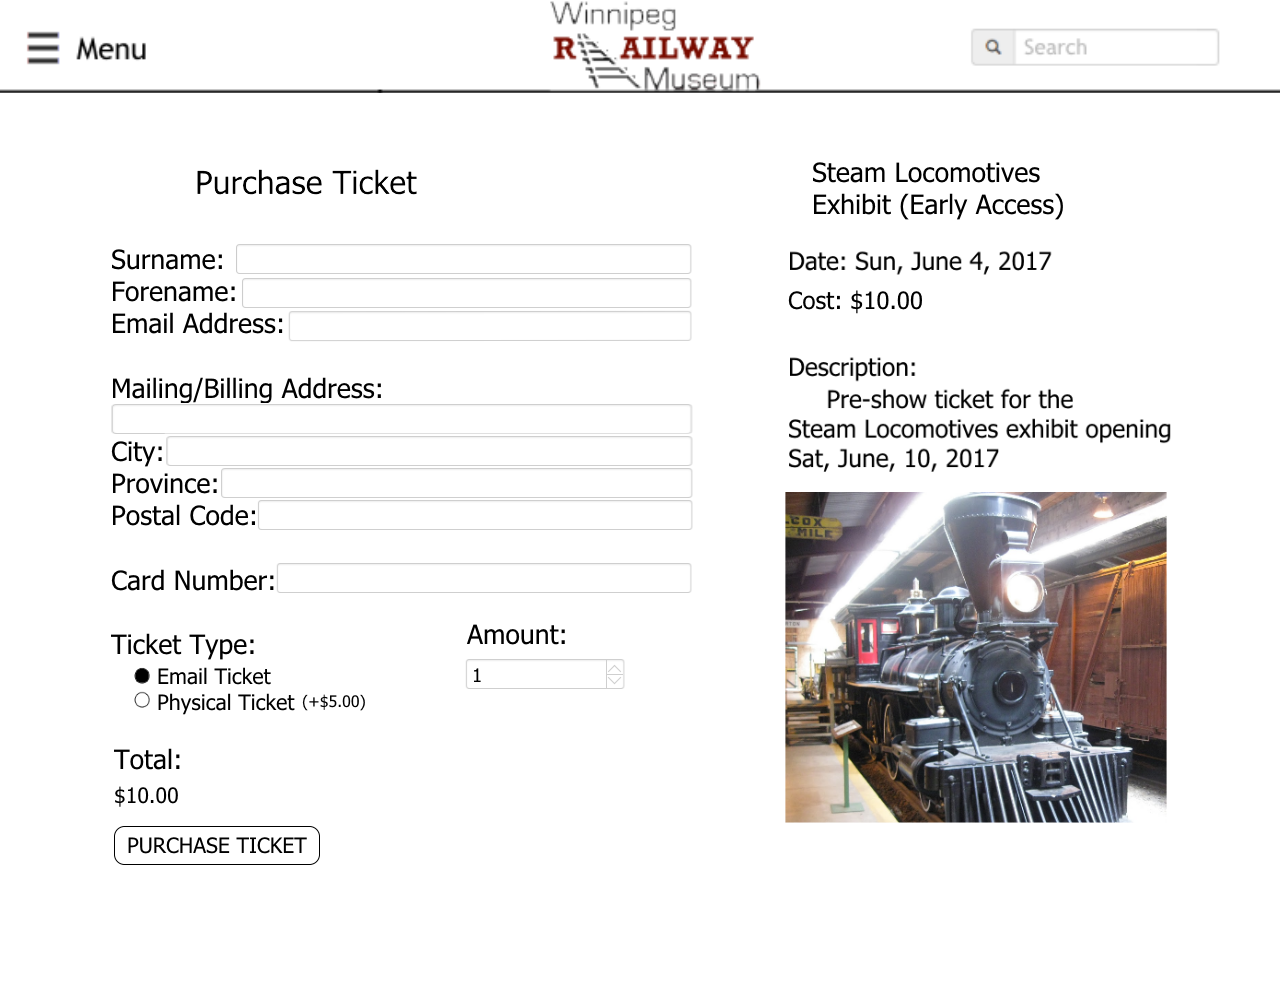 Menu
Winnipeg
RAILWAY
Museum
Search
Purchase Ticket
Surname:
Forename:
Email Address:
Mailing/Billing Address:
City:
Province:
Postal Code:
Card Number:
Ticket Type:
Email Ticket
Physical Ticket (+$5.00)
Amount:
1
Total:
$10.00
PURCHASE TICKET
Steam Locomotives
Exhibit (Early Access)
Date: Sun, June 4, 2017
Cost: $10.00
Description:
Pre-show ticket for the
Steam Locomotives exhibit opening
Sat, June, 10, 2017
MILE